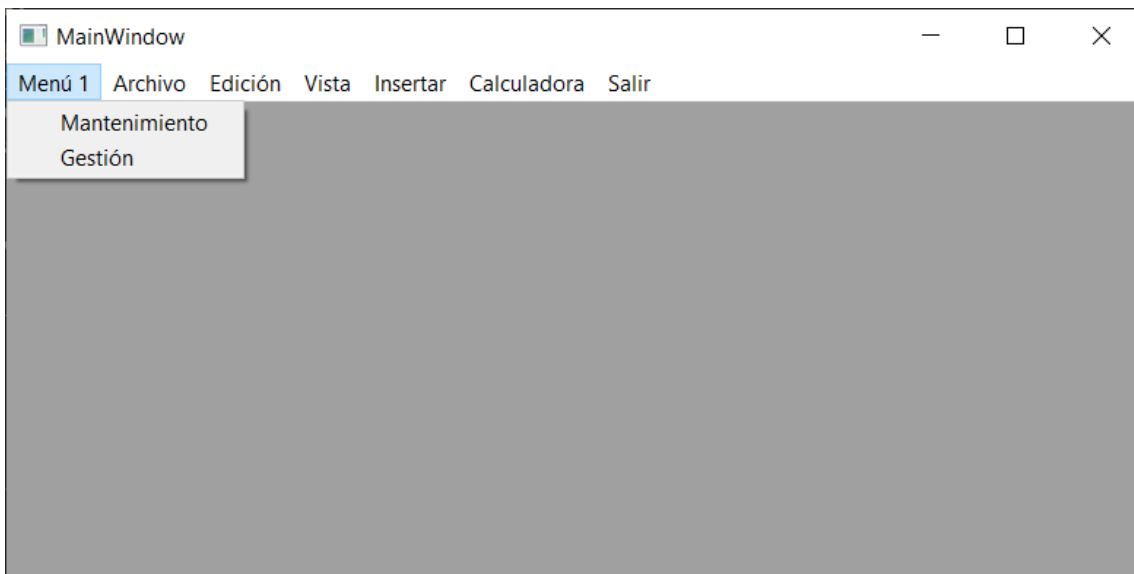 MainWindow
Menú 1 Archivo Edición Vista Insertar Calculadora Salir
Mantenimiento
Gestión